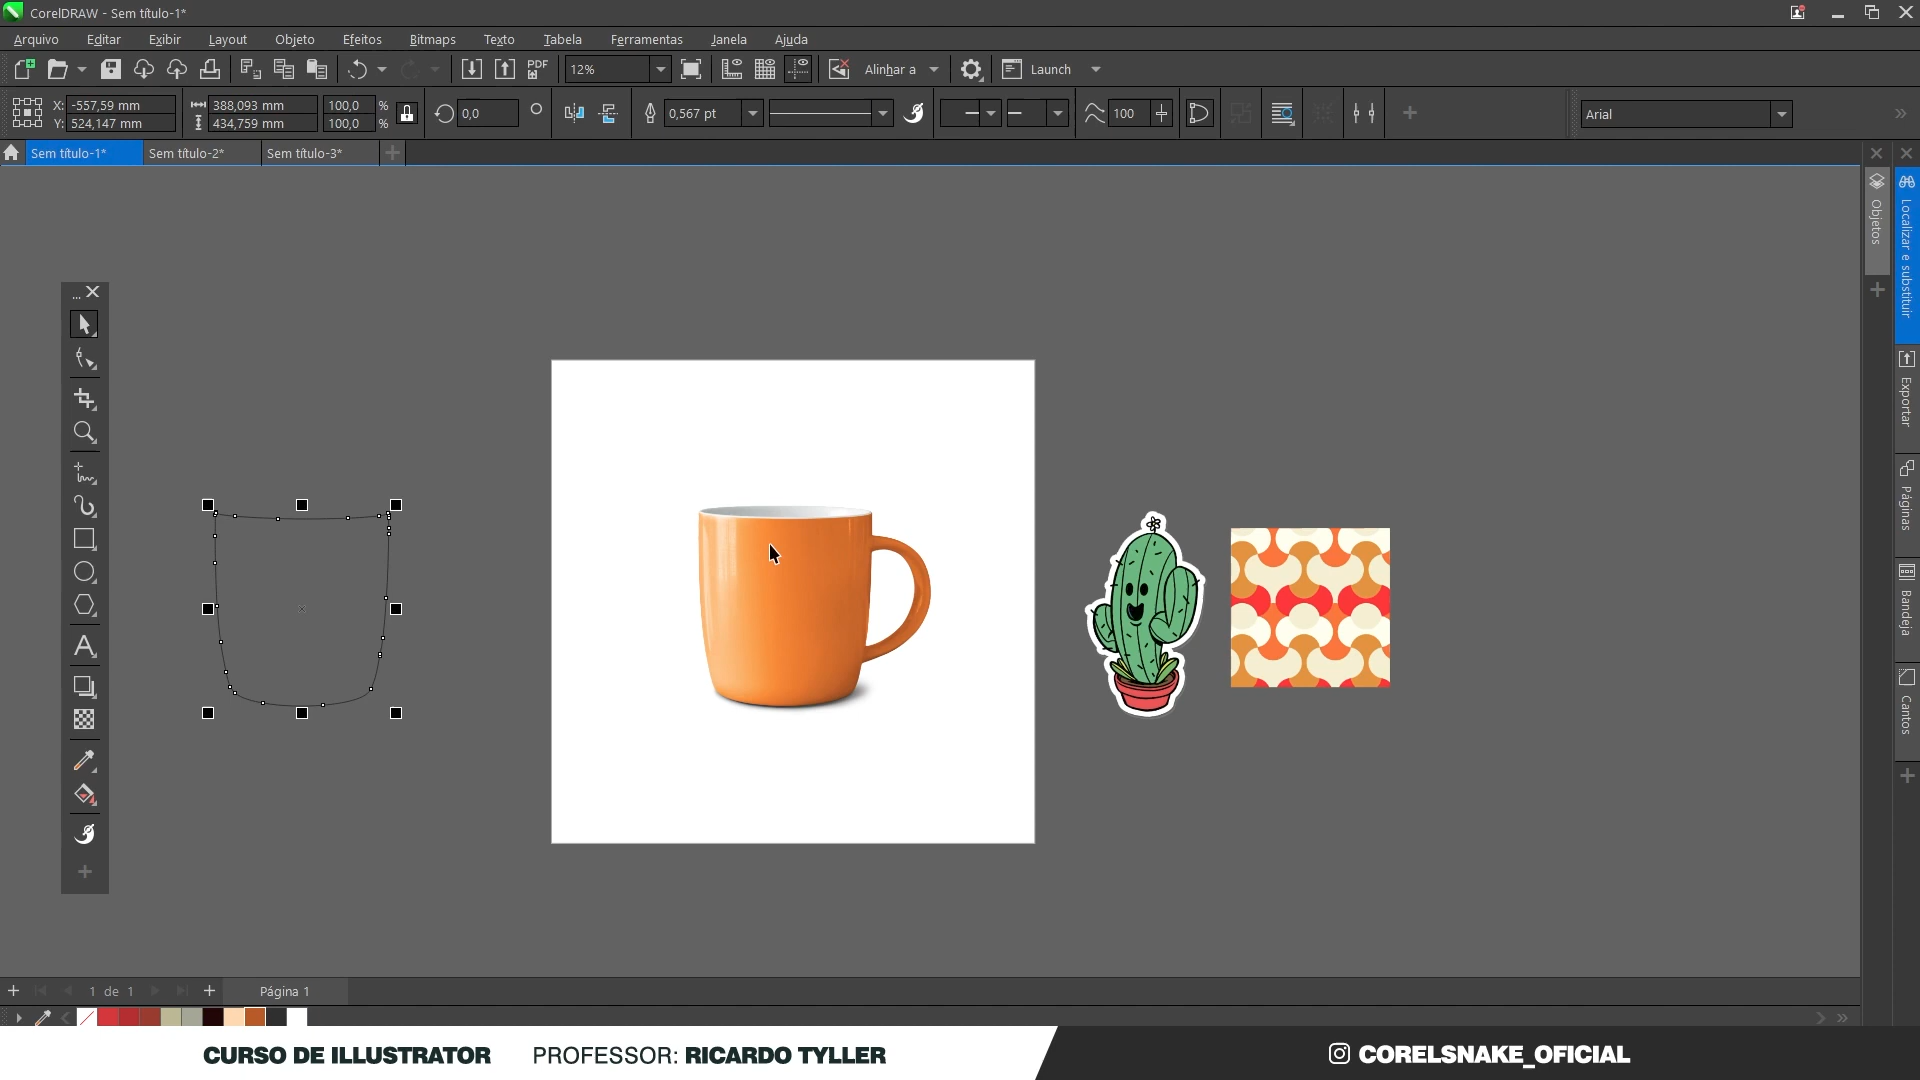 CorelDRAW - Sem título-1*
Arquivo Editar Exibir Layout Objeto Efeitos Bitmaps Texto Tabela Ferramentas Janela Ajuda
PDF 12% Alinhar a Launch
X: -557,59 mm 388,093 mm 100,0 % 0,0 0,567 pt 100 Arial
Y: 524,147 mm 434,759 mm 100,0 %
Sem título-1* Sem título-2* Sem título-3*
Objetos
Localizar e substituir
Exportar
Páginas
Bandeja
Cantos
1 de 1 Página 1
CURSO DE ILLUSTRATOR PROFESSOR: RICARDO TYLLER CORELSNAKE_OFICIAL